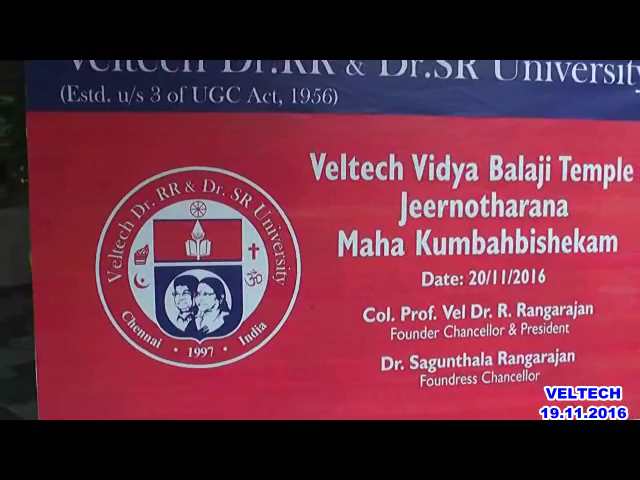 Veltech Dr.RR & Dr.SR University
(Estd. u/s 3 of UGC Act, 1956)
Veltech Vidya Balaji Temple
Jeernotharana
Maha Kumbahbishekam
Date: 20/11/2016
Col. Prof. Vel Dr. R. Rangarajan
Founder Chancellor & President
Dr. Sagunthala Rangarajan
Foundress Chancellor
Veltech Dr. RR & Dr. SR University
Chennai • 1997 • India
ॐ
VELTECH
19.11.2016